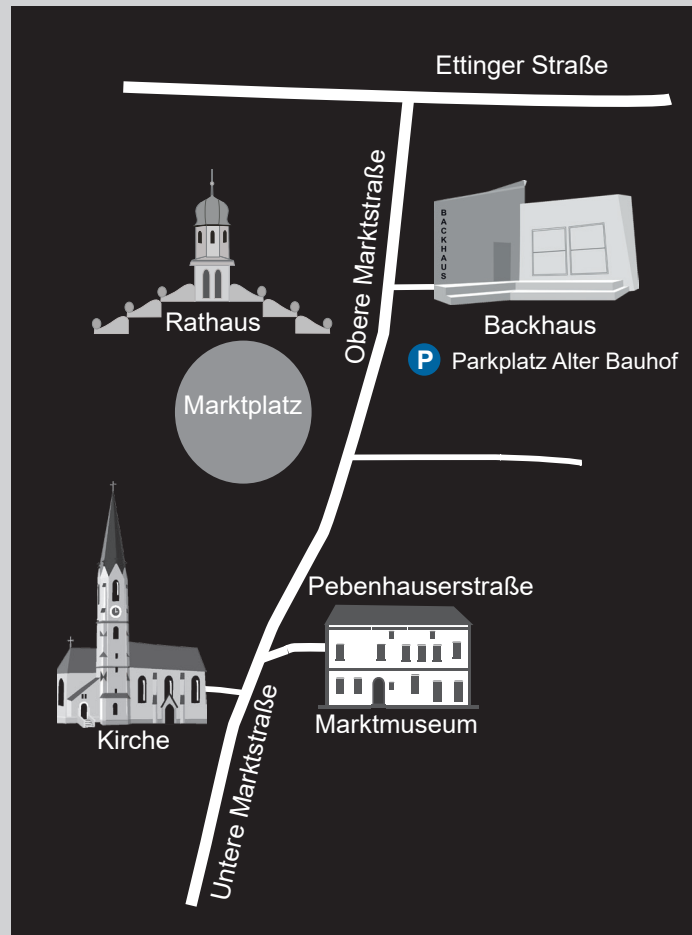 Ettinger Straße
Obere Marktstraße
BACKHAUS
Rathaus
Backhaus
P Parkplatz Alter Bauhof
Marktplatz
Pebenhauserstraße
Marktmuseum
Kirche
Untere Marktstraße